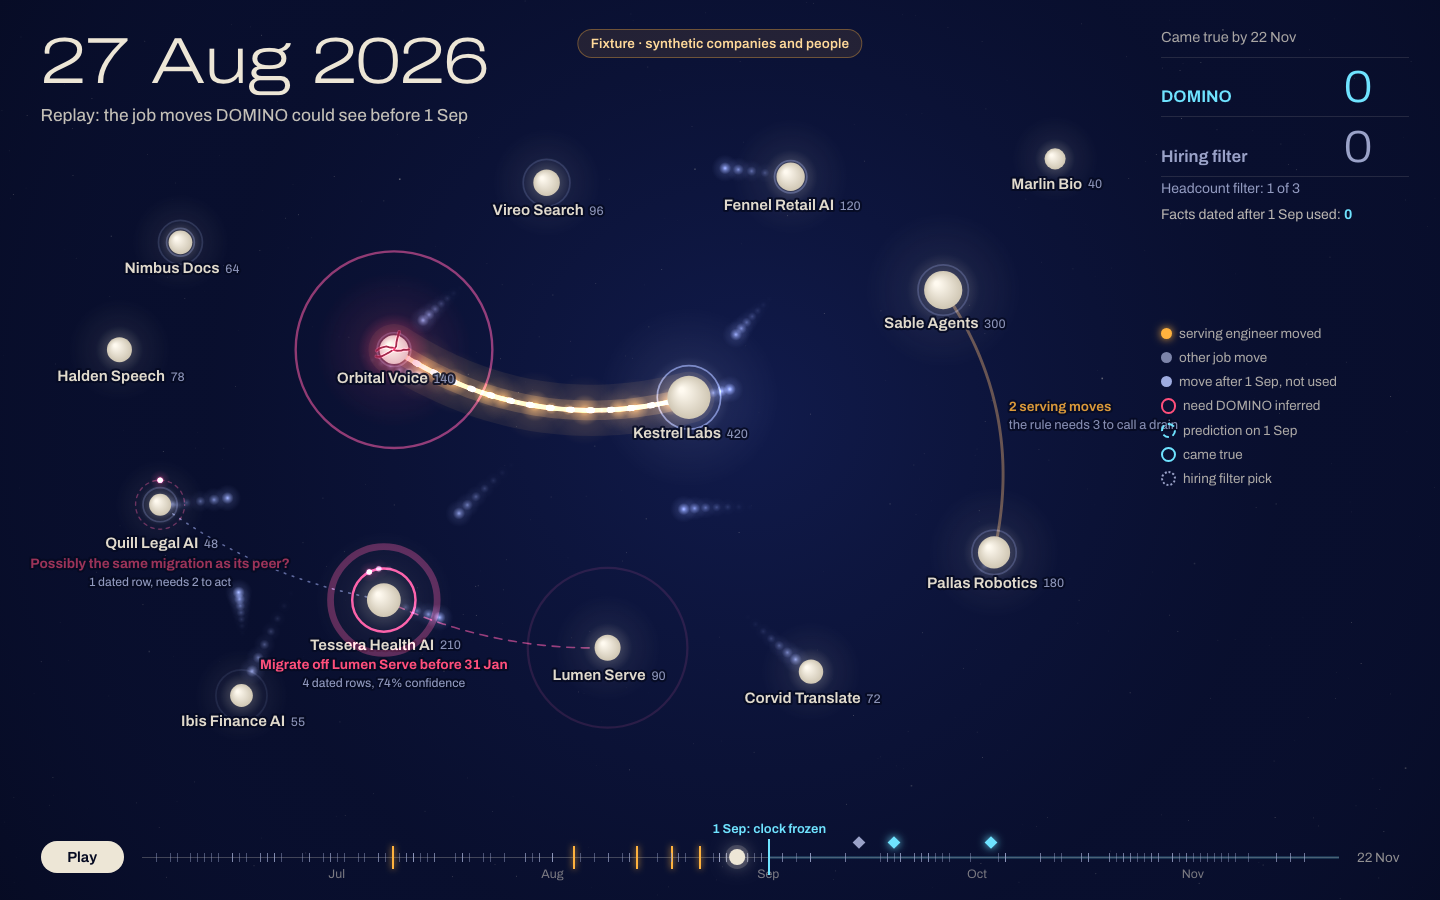 27 Aug 2026
Replay: the job moves DOMINO could see before 1 Sep
Fixture · synthetic companies and people
Came true by 22 Nov
DOMINO 0
Hiring filter 0
Headcount filter: 1 of 3
Facts dated after 1 Sep used: 0
Vireo Search 96
Fennel Retail AI 120
Marlin Bio 40
Nimbus Docs 64
Halden Speech 78
Orbital Voice 140
Kestrel Labs 420
Sable Agents 300
serving engineer moved
other job move
move after 1 Sep, not used
need DOMINO inferred
prediction on 1 Sep
came true
hiring filter pick
2 serving moves
the rule needs 3 to call a drain
Quill Legal AI 48
Possibly the same migration as its peer?
1 dated row, needs 2 to act
Tessera Health AI 210
Migrate off Lumen Serve before 31 Jan
4 dated rows, 74% confidence
Lumen Serve 90
Pallas Robotics 180
Corvid Translate 72
Ibis Finance AI 55
1 Sep: clock frozen
Play
22 Nov
Jul
Aug
Sep
Oct
Nov